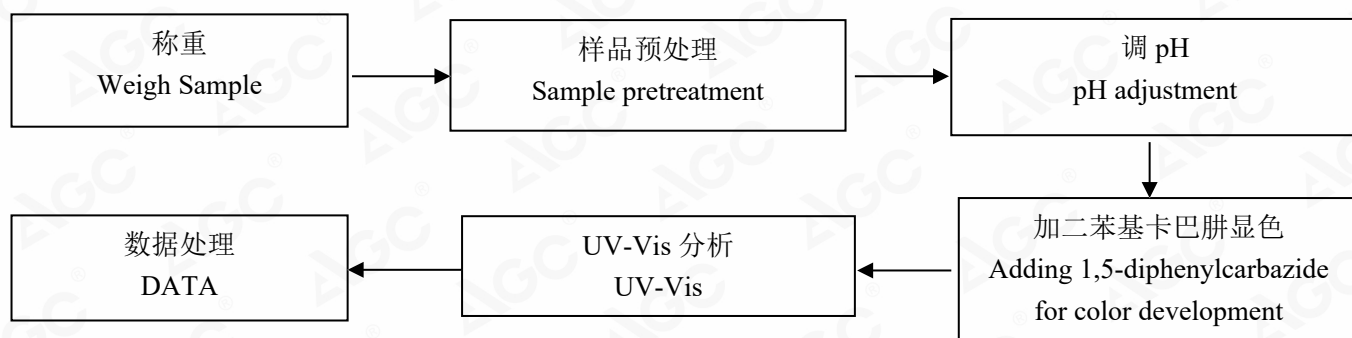 称重
Weigh Sample
样品预处理
Sample pretreatment
调 pH
pH adjustment
加二苯基卡巴肼显色
Adding 1,5-diphenylcarbazide
for color development
UV-Vis 分析
UV-Vis
数据处理
DATA